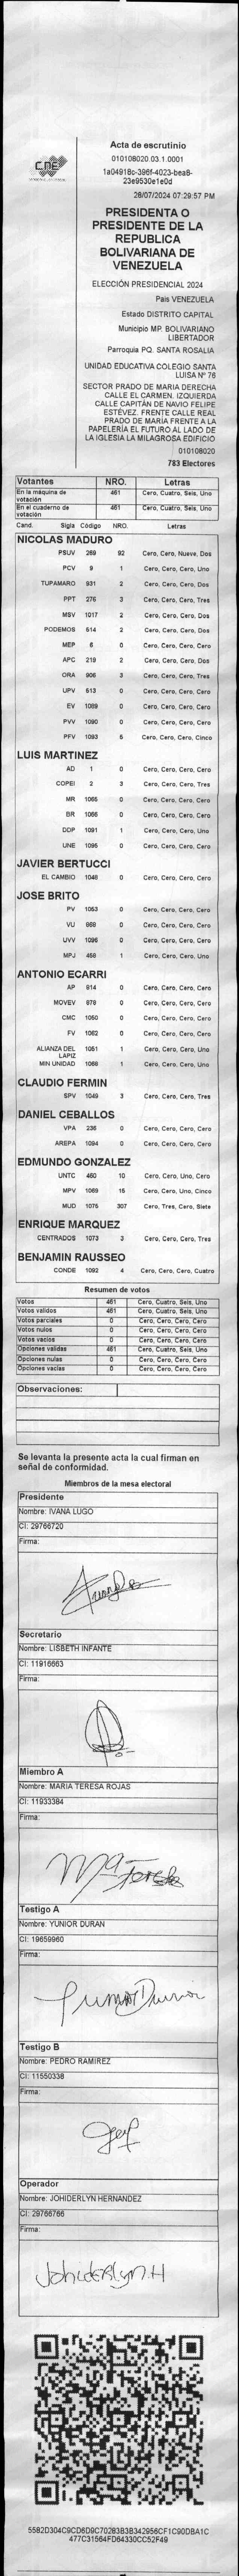 CNE
Acta de escrutinio
010108020.03.1.0001
1a04918c-396f-4023-bea8-
23e9530e1e0d
28/07/2024 07:29:57 PM
PRESIDENTA O
PRESIDENTE DE LA
REPUBLICA
BOLIVARIANA DE
VENEZUELA
ELECCIÓN PRESIDENCIAL 2024
Pais VENEZUELA
Estado DISTRITO CAPITAL
Municipio MP. BOLIVARIANO
LIBERTADOR
Parroquia PQ. SANTA ROSALIA
UNIDAD EDUCATIVA COLEGIO SANTA
LUISA Nº 76
SECTOR PRADO DE MARIA DERECHA
CALLE EL CARMEN. IZQUIERDA
CALLE CAPITÁN DE NAVIO FELIPE
ESTÉVEZ. FRENTE CALLE REAL
PRADO DE MARIA FRENTE A LA
PAPELERÍA EL FUTURO AL LADO DE
LA IGLESIA LA MILAGROSA EDIFICIO
010108020
783 Electores
Votantes NRO. Letras
En la máquina de votación 461 Cero, Cuatro, Seis, Uno
En el cuaderno de votación 461 Cero, Cuatro, Seis, Uno
Cand. Sigla Código NRO. Letras
NICOLAS MADURO
PSUV 269 92 Cero, Cero, Nueve, Dos
PCV 9 1 Cero, Cero, Cero, Uno
TUPAMARO 931 2 Cero, Cero, Cero, Dos
PPT 276 3 Cero, Cero, Cero, Tres
MSV 1017 2 Cero, Cero, Cero, Dos
PODEMOS 514 2 Cero, Cero, Cero, Dos
MEP 6 0 Cero, Cero, Cero, Cero
APC 219 2 Cero, Cero, Cero, Dos
ORA 906 3 Cero, Cero, Cero, Tres
UPV 513 0 Cero, Cero, Cero, Cero
EV 1089 0 Cero, Cero, Cero, Cero
PVV 1090 0 Cero, Cero, Cero, Cero
PFV 1093 5 Cero, Cero, Cero, Cinco
LUIS MARTINEZ
AD 1 0 Cero, Cero, Cero, Cero
COPEI 2 3 Cero, Cero, Cero, Tres
MR 1065 0 Cero, Cero, Cero, Cero
BR 1066 0 Cero, Cero, Cero, Cero
DDP 1091 1 Cero, Cero, Cero, Uno
UNE 1095 0 Cero, Cero, Cero, Cero
JAVIER BERTUCCI
EL CAMBIO 1048 0 Cero, Cero, Cero, Cero
JOSE BRITO
PV 1053 0 Cero, Cero, Cero, Cero
VU 868 0 Cero, Cero, Cero, Cero
UVV 1096 0 Cero, Cero, Cero, Cero
MPJ 458 1 Cero, Cero, Cero, Uno
ANTONIO ECARRI
AP 914 0 Cero, Cero, Cero, Cero
MOVEV 979 0 Cero, Cero, Cero, Cero
CMC 1050 0 Cero, Cero, Cero, Cero
FV 1062 0 Cero, Cero, Cero, Cero
ALIANZA DEL LAPIZ 1051 1 Cero, Cero, Cero, Uno
MIN UNIDAD 1068 1 Cero, Cero, Cero, Uno
CLAUDIO FERMIN
SPV 1049 3 Cero, Cero, Cero, Tres
DANIEL CEBALLOS
VPA 236 0 Cero, Cero, Cero, Cero
AREPA 1094 0 Cero, Cero, Cero, Cero
EDMUNDO GONZALEZ
UNTC 460 10 Cero, Cero, Uno, Cero
MPV 1069 15 Cero, Cero, Uno, Cinco
MUD 1075 307 Cero, Tres, Cero, Siete
ENRIQUE MARQUEZ
CENTRADOS 1073 3 Cero, Cero, Cero, Tres
BENJAMIN RAUSSEO
CONDE 1092 4 Cero, Cero, Cero, Cuatro
Resumen de votos
Votos 461 Cero, Cuatro, Seis, Uno
Votos validos 461 Cero, Cuatro, Seis, Uno
Votos parciales 0 Cero, Cero, Cero, Cero
Votos nulos 0 Cero, Cero, Cero, Cero
Votos vacios 0 Cero, Cero, Cero, Cero
Opciones validas 461 Cero, Cuatro, Seis, Uno
Opciones nulas 0 Cero, Cero, Cero, Cero
Opciones vacias 0 Cero, Cero, Cero, Cero
Observaciones:
Se levanta la presente acta la cual firman en
señal de conformidad.
Miembros de la mesa electoral
Presidente
Nombre: IVANA LUGO
CI: 29766720
Firma:
Secretario
Nombre: LISBETH INFANTE
CI: 11916663
Firma:
Miembro A
Nombre: MARIA TERESA ROJAS
CI: 11933384
Firma:
Mª Teresa
Testigo A
Nombre: YUNIOR DURAN
CI: 19659960
Firma:
Yunior Duran
Testigo B
Nombre: PEDRO RAMIREZ
CI: 11550338
Firma:
Operador
Nombre: JOHIDERLYN HERNANDEZ
CI: 29766766
Firma:
Johiderlyn H
5582D304C9CD6D9C70283B3B342956CF1C90DBA1C
477C31564FD64330CC52F49